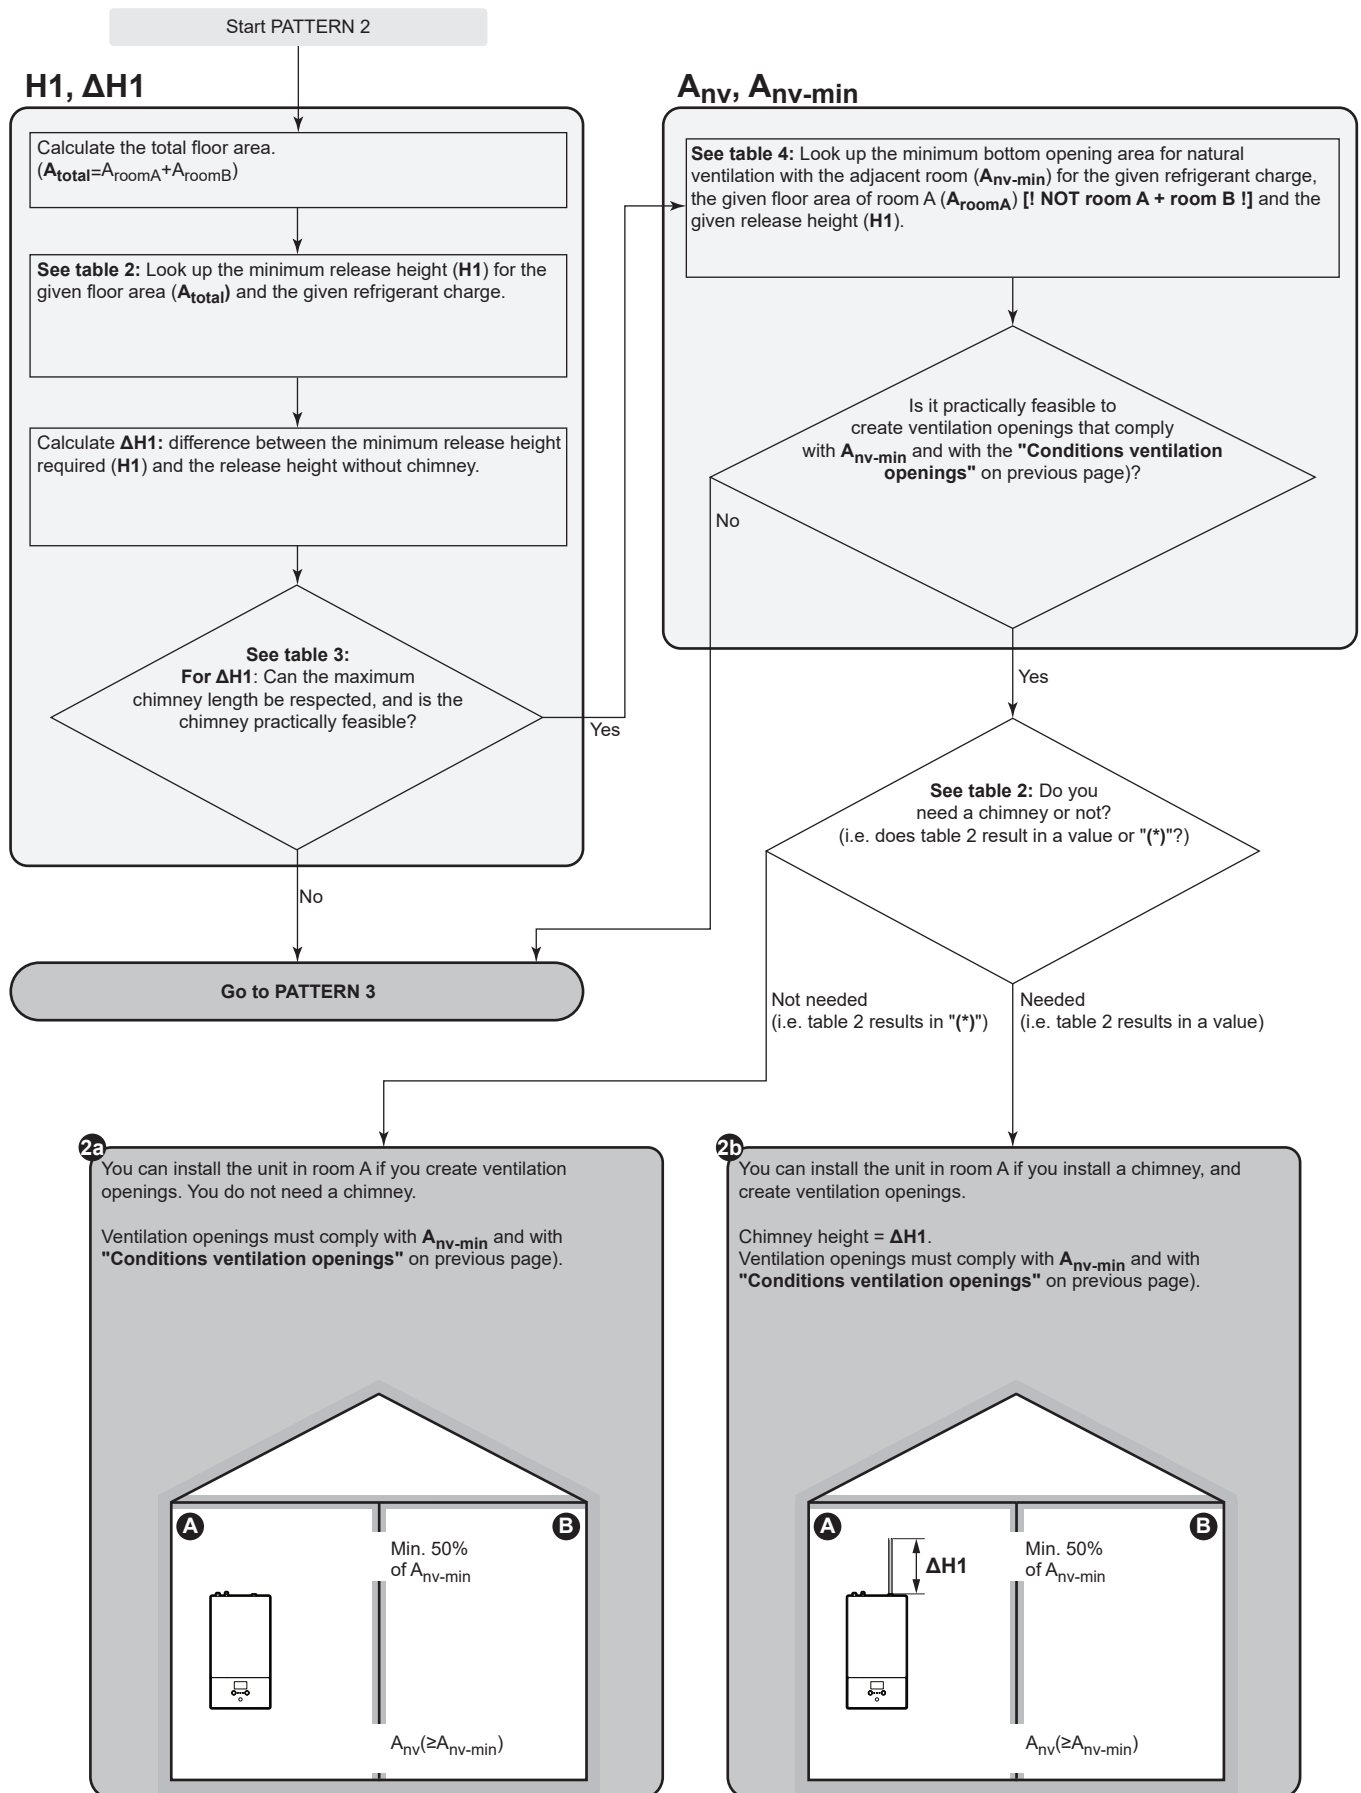 Start PATTERN 2
H1, ΔH1
Calculate the total floor area.
(Atotal=AroomA+AroomB)
See table 2: Look up the minimum release height (H1) for the
given floor area (Atotal) and the given refrigerant charge.
Calculate ΔH1: difference between the minimum release height
required (H1) and the release height without chimney.
See table 3:
For ΔH1: Can the maximum
chimney length be respected, and is the
chimney practically feasible?
Yes
No
Go to PATTERN 3
Anv, Anv-min
See table 4: Look up the minimum bottom opening area for natural
ventilation with the adjacent room (Anv-min) for the given refrigerant charge,
the given floor area of room A (AroomA) [! NOT room A + room B !] and the
given release height (H1).
Is it practically feasible to
create ventilation openings that comply
with Anv-min and with the "Conditions ventilation
openings" on previous page)?
No
Yes
See table 2: Do you
need a chimney or not?
(i.e. does table 2 result in a value or "(*)"?)
Not needed
(i.e. table 2 results in "(*)")
Needed
(i.e. table 2 results in a value)
2a
You can install the unit in room A if you create ventilation
openings. You do not need a chimney.
Ventilation openings must comply with Anv-min and with
"Conditions ventilation openings" on previous page).
A
B
Min. 50%
of Anv-min
Anv(≥Anv-min)
2b
You can install the unit in room A if you install a chimney, and
create ventilation openings.
Chimney height = ΔH1.
Ventilation openings must comply with Anv-min and with
"Conditions ventilation openings" on previous page).
A
B
ΔH1
Min. 50%
of Anv-min
Anv(≥Anv-min)